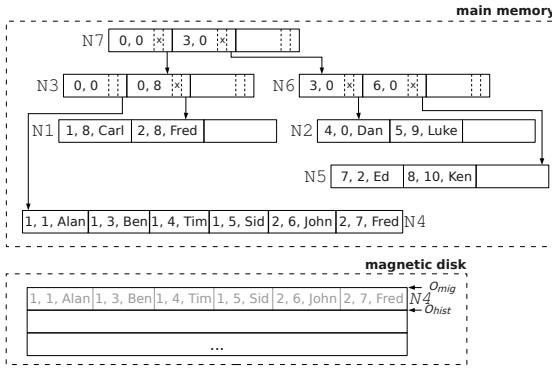 main memory
N7 0, 0 x 3, 0 x
N3 0, 0 0, 8 x N6 3, 0 x 6, 0 x
N1 1, 8, Carl 2, 8, Fred N2 4, 0, Dan 5, 9, Luke
N5 7, 2, Ed 8, 10, Ken
1, 1, Alan 1, 3, Ben 1, 4, Tim 1, 5, Sid 2, 6, John 2, 7, Fred N4
magnetic disk
Omig
1, 1, Alan 1, 3, Ben 1, 4, Tim 1, 5, Sid 2, 6, John 2, 7, Fred N4
Ohist
...